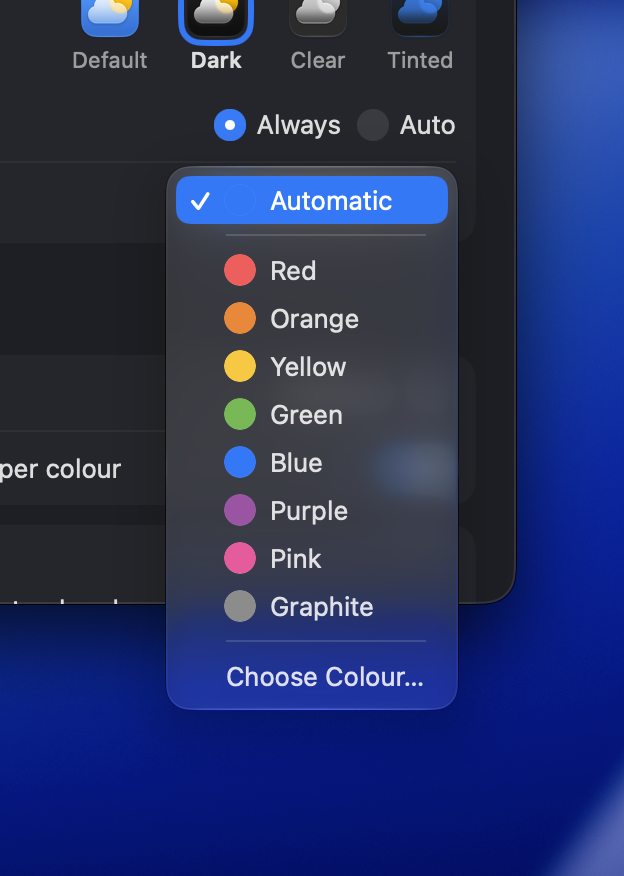 Default Dark Clear Tinted
Always Auto
Automatic
Red
Orange
Yellow
Green
Blue
per colour
Purple
Pink
Graphite
Choose Colour...